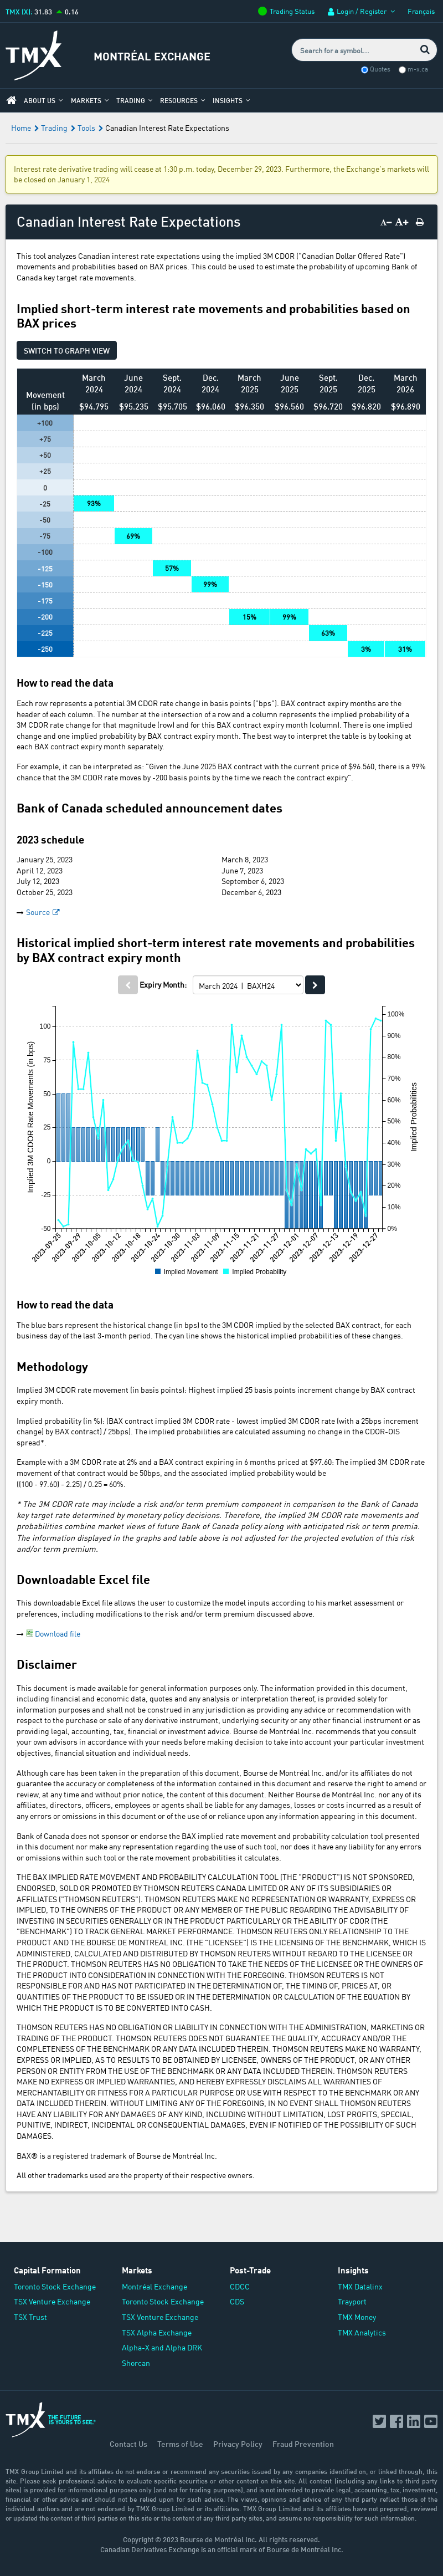 TMX (X): 31.83 0.16
Trading Status Login / Register Français
TMX
MONTRÉAL EXCHANGE
Search for a symbol...
Quotes m-x.ca
ABOUT US MARKETS TRADING RESOURCES INSIGHTS
Home Trading Tools Canadian Interest Rate Expectations
Interest rate derivative trading will cease at 1:30 p.m. today, December 29, 2023. Furthermore, the Exchange's markets will
be closed on January 1, 2024
Canadian Interest Rate Expectations
A− A+
This tool analyzes Canadian interest rate expectations using the implied 3M CDOR ("Canadian Dollar Offered Rate")
movements and probabilities based on BAX prices. This could be used to estimate the probability of upcoming Bank of
Canada key target rate movements.
Implied short-term interest rate movements and probabilities based on
BAX prices
SWITCH TO GRAPH VIEW
Movement
(in bps)
March 2024 June 2024 Sept. 2024 Dec. 2024 March 2025 June 2025 Sept. 2025 Dec. 2025 March 2026
$94.795 $95.235 $95.705 $96.060 $96.350 $96.560 $96.720 $96.820 $96.890
+100
+75
+50
+25
0
-25 93%
-50
-75 69%
-100
-125 57%
-150 99%
-175
-200 15% 99%
-225 63%
-250 3% 31%
How to read the data
Each row represents a potential 3M CDOR rate change in basis points ("bps"). BAX contract expiry months are the
header of each column. The number at the intersection of a row and a column represents the implied probability of a
3M CDOR rate change for that magnitude (row) and for this BAX contract expiry month (column). There is one implied
change and one implied probability by BAX contract expiry month. The best way to interpret the table is by looking at
each BAX contract expiry month separately.
For example, it can be interpreted as: "Given the June 2025 BAX contract with the current price of $96.560, there is a 99%
chance that the 3M CDOR rate moves by -200 basis points by the time we reach the contract expiry".
Bank of Canada scheduled announcement dates
2023 schedule
January 25, 2023 March 8, 2023
April 12, 2023 June 7, 2023
July 12, 2023 September 6, 2023
October 25, 2023 December 6, 2023
Source
Historical implied short-term interest rate movements and probabilities
by BAX contract expiry month
Expiry Month: March 2024 | BAXH24
Implied 3M CDOR Rate Movements (in bps)
100
75
50
25
0
-25
-50
100%
90%
80%
70%
60%
50%
40%
30%
20%
10%
0%
Implied Probabilities
2023-09-25 2023-09-29 2023-10-05 2023-10-12 2023-10-18 2023-10-24 2023-10-30 2023-11-03 2023-11-09 2023-11-15 2023-11-21 2023-11-27 2023-12-01 2023-12-07 2023-12-13 2023-12-19 2023-12-27
Implied Movement Implied Probability
How to read the data
The blue bars represent the historical change (in bps) to the 3M CDOR implied by the selected BAX contract, for each
business day of the last 3-month period. The cyan line shows the historical implied probabilities of these changes.
Methodology
Implied 3M CDOR rate movement (in basis points): Highest implied 25 basis points increment change by BAX contract
expiry month.
Implied probability (in %): (BAX contract implied 3M CDOR rate - lowest implied 3M CDOR rate (with a 25bps increment
change) by BAX contract) / 25bps). The implied probabilities are calculated assuming no change in the CDOR-OIS
spread*.
Example with a 3M CDOR rate at 2% and a BAX contract expiring in 6 months priced at $97.60: The implied 3M CDOR rate
movement of that contract would be 50bps, and the associated implied probability would be
((100 - 97.60) - 2.25) / 0.25 = 60%.
* The 3M CDOR rate may include a credit risk and/or term premium component in comparison to the Bank of Canada
key target rate determined by monetary policy decisions. Therefore, the implied 3M CDOR rate movements and
probabilities combine market views of future Bank of Canada policy along with anticipated risk or term premia.
The information displayed in the graphs and table above is not adjusted for the projected evolution of this risk
and/or term premium.
Downloadable Excel file
This downloadable Excel file allows the user to customize the model inputs according to his market assessment or
preferences, including modifications to the risk and/or term premium discussed above.
Download file
Disclaimer
This document is made available for general information purposes only. The information provided in this document,
including financial and economic data, quotes and any analysis or interpretation thereof, is provided solely for
information purposes and shall not be construed in any jurisdiction as providing any advice or recommendation with
respect to the purchase or sale of any derivative instrument, underlying security or any other financial instrument or as
providing legal, accounting, tax, financial or investment advice. Bourse de Montréal Inc. recommends that you consult
your own advisors in accordance with your needs before making decision to take into account your particular investment
objectives, financial situation and individual needs.
Although care has been taken in the preparation of this document, Bourse de Montréal Inc. and/or its affiliates do not
guarantee the accuracy or completeness of the information contained in this document and reserve the right to amend or
review, at any time and without prior notice, the content of this document. Neither Bourse de Montréal Inc. nor any of its
affiliates, directors, officers, employees or agents shall be liable for any damages, losses or costs incurred as a result of
any errors or omissions in this document or of the use of or reliance upon any information appearing in this document.
Bank of Canada does not sponsor or endorse the BAX implied rate movement and probability calculation tool presented
in this document nor make any representation regarding the use of such tool, nor does it have any liability for any errors
or omissions within such tool or the rate movement probabilities it calculates.
THE BAX IMPLIED RATE MOVEMENT AND PROBABILITY CALCULATION TOOL (THE "PRODUCT") IS NOT SPONSORED,
ENDORSED, SOLD OR PROMOTED BY THOMSON REUTERS CANADA LIMITED OR ANY OF ITS SUBSIDIARIES OR
AFFILIATES ("THOMSON REUTERS"). THOMSON REUTERS MAKE NO REPRESENTATION OR WARRANTY, EXPRESS OR
IMPLIED, TO THE OWNERS OF THE PRODUCT OR ANY MEMBER OF THE PUBLIC REGARDING THE ADVISABILITY OF
INVESTING IN SECURITIES GENERALLY OR IN THE PRODUCT PARTICULARLY OR THE ABILITY OF CDOR (THE
"BENCHMARK") TO TRACK GENERAL MARKET PERFORMANCE. THOMSON REUTERS ONLY RELATIONSHIP TO THE
PRODUCT AND THE BOURSE DE MONTREAL INC. (THE "LICENSEE") IS THE LICENSING OF THE BENCHMARK, WHICH IS
ADMINISTERED, CALCULATED AND DISTRIBUTED BY THOMSON REUTERS WITHOUT REGARD TO THE LICENSEE OR THE
PRODUCT. THOMSON REUTERS HAS NO OBLIGATION TO TAKE THE NEEDS OF THE LICENSEE OR THE OWNERS OF THE
PRODUCT INTO CONSIDERATION IN CONNECTION WITH THE FOREGOING. THOMSON REUTERS IS NOT
RESPONSIBLE FOR AND HAS NOT PARTICIPATED IN THE DETERMINATION OF, THE TIMING OF, PRICES AT, OR
QUANTITIES OF THE PRODUCT TO BE ISSUED OR IN THE DETERMINATION OR CALCULATION OF THE EQUATION BY
WHICH THE PRODUCT IS TO BE CONVERTED INTO CASH.
THOMSON REUTERS HAS NO OBLIGATION OR LIABILITY IN CONNECTION WITH THE ADMINISTRATION, MARKETING OR
TRADING OF THE PRODUCT. THOMSON REUTERS DOES NOT GUARANTEE THE QUALITY, ACCURACY AND/OR THE
COMPLETENESS OF THE BENCHMARK OR ANY DATA INCLUDED THEREIN. THOMSON REUTERS MAKE NO WARRANTY,
EXPRESS OR IMPLIED, AS TO RESULTS TO BE OBTAINED BY LICENSEE, OWNERS OF THE PRODUCT, OR ANY OTHER
PERSON OR ENTITY FROM THE USE OF THE BENCHMARK OR ANY DATA INCLUDED THEREIN. THOMSON REUTERS
MAKE NO EXPRESS OR IMPLIED WARRANTIES, AND HEREBY EXPRESSLY DISCLAIMS ALL WARRANTIES OF
MERCHANTABILITY OR FITNESS FOR A PARTICULAR PURPOSE OR USE WITH RESPECT TO THE BENCHMARK OR ANY
DATA INCLUDED THEREIN. WITHOUT LIMITING ANY OF THE FOREGOING, IN NO EVENT SHALL THOMSON REUTERS
HAVE ANY LIABILITY FOR ANY DAMAGES OF ANY KIND, INCLUDING WITHOUT LIMITATION, LOST PROFITS, SPECIAL,
PUNITIVE, INDIRECT, INCIDENTAL OR CONSEQUENTIAL DAMAGES, EVEN IF NOTIFIED OF THE POSSIBILITY OF SUCH
DAMAGES.
BAX® is a registered trademark of Bourse de Montréal Inc.
All other trademarks used are the property of their respective owners.
Capital Formation Markets Post-Trade Insights
Toronto Stock Exchange Montréal Exchange CDCC TMX Datalinx
TSX Venture Exchange Toronto Stock Exchange CDS Trayport
TSX Trust TSX Venture Exchange TMX Money
TSX Alpha Exchange TMX Analytics
Alpha-X and Alpha DRK
Shorcan
TMX THE FUTURE
IS YOURS TO SEE.
Contact Us Terms of Use Privacy Policy Fraud Prevention
TMX Group Limited and its affiliates do not endorse or recommend any securities issued by any companies identified on, or linked through, this
site. Please seek professional advice to evaluate specific securities or other content on this site. All content (including any links to third party
sites) is provided for informational purposes only (and not for trading purposes), and is not intended to provide legal, accounting, tax, investment,
financial or other advice and should not be relied upon for such advice. The views, opinions and advice of any third party reflect those of the
individual authors and are not endorsed by TMX Group Limited or its affiliates. TMX Group Limited and its affiliates have not prepared, reviewed
or updated the content of third parties on this site or the content of any third party sites, and assume no responsibility for such information.
Copyright © 2023 Bourse de Montréal Inc. All rights reserved.
Canadian Derivatives Exchange is an official mark of Bourse de Montréal Inc.